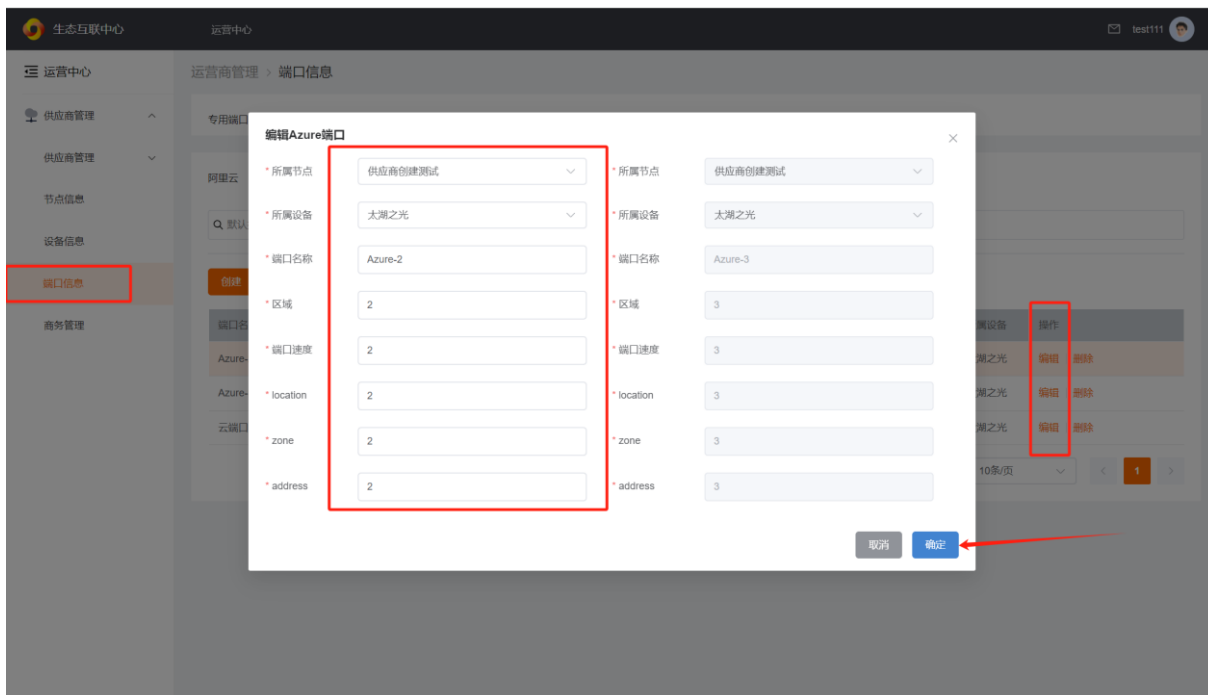 生态互联中心 运营中心 test111
运营中心 运营商管理 > 端口信息
供应商管理 专用端口
编辑Azure端口
供应商管理
阿里云
* 所属节点 供应商创建测试 * 所属节点 供应商创建测试
节点信息
默认
* 所属设备 太湖之光 * 所属设备 太湖之光
设备信息
* 端口名称 Azure-2 * 端口名称 Azure-3
端口信息 创建
* 区域 2 * 区域 3
商务管理 端口名 属设备 操作
* 端口速度 2 * 端口速度 3
Azure- 湖之光 编辑 删除
Azure- * location 2 * location 3 湖之光 编辑 删除
云端口 湖之光 编辑 删除
* zone 2 * zone 3
10条/页 < 1 >
* address 2 * address 3
取消 确定